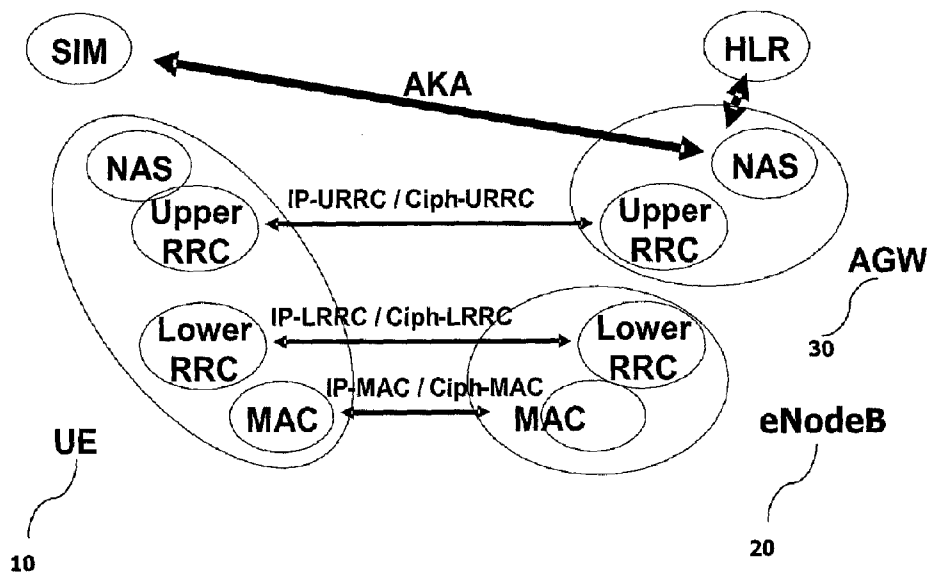 SIM
HLR
AKA
NAS
NAS
IP-URRC / Ciph-URRC
Upper
RRC
Upper
RRC
AGW
30
IP-LRRC / Ciph-LRRC
Lower
RRC
Lower
RRC
IP-MAC / Ciph-MAC
MAC
MAC
eNodeB
UE
20
10